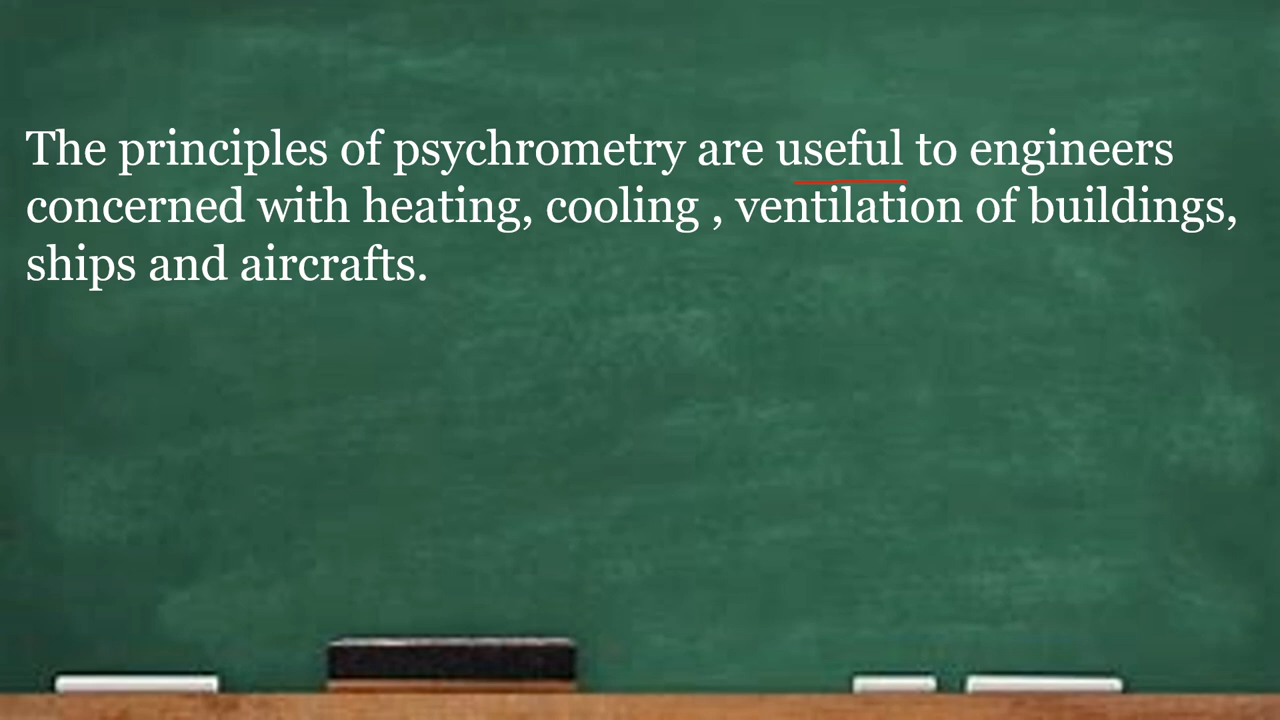 The principles of psychrometry are useful to engineers
concerned with heating, cooling , ventilation of buildings,
ships and aircrafts.